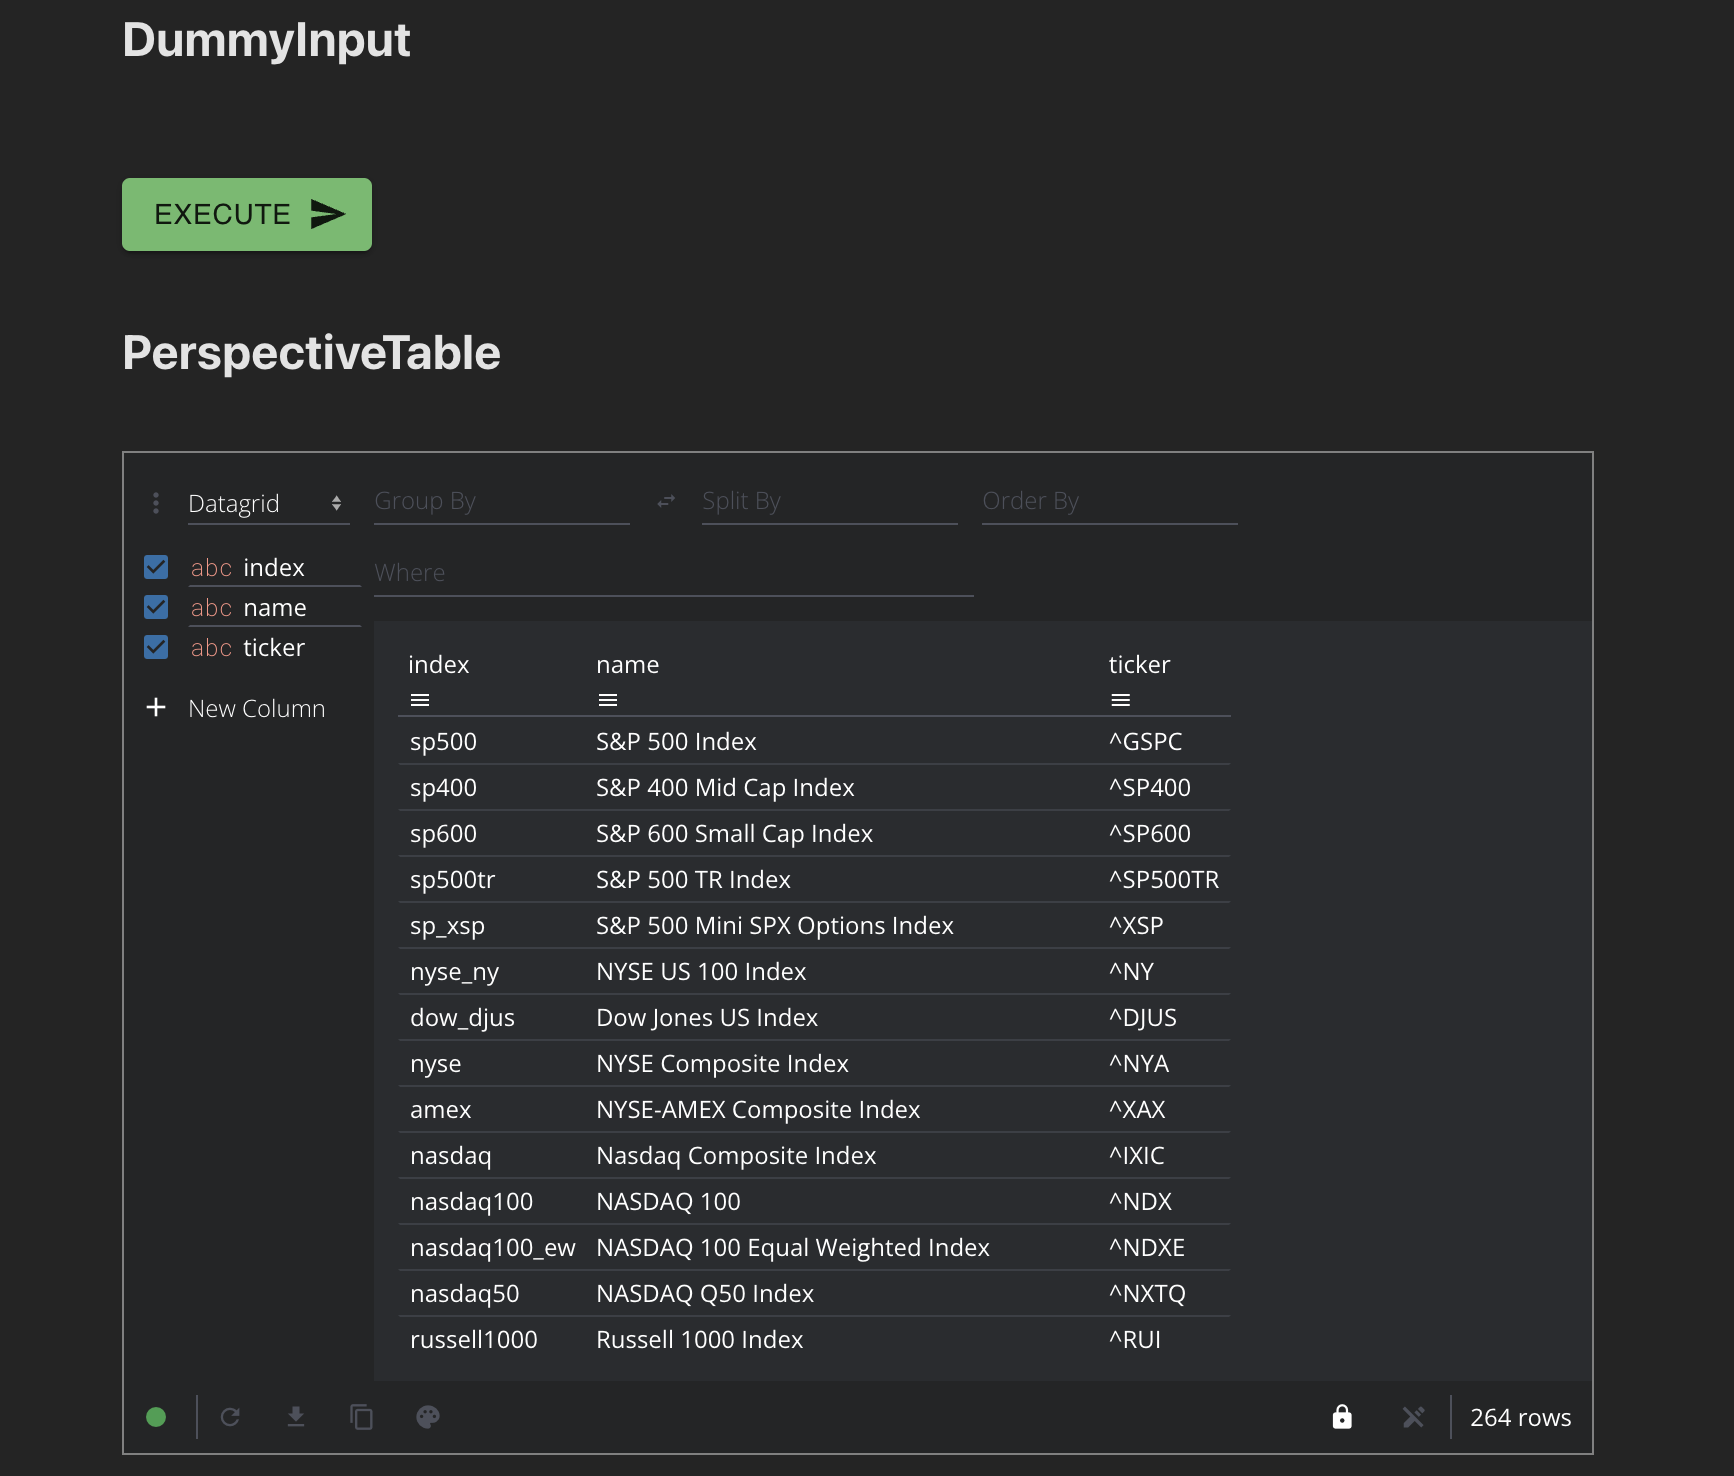 DummyInput
EXECUTE
PerspectiveTable
Datagrid Group By Split By Order By
abc index Where
abc name
abc ticker
New Column
index name ticker
sp500 S&P 500 Index ^GSPC
sp400 S&P 400 Mid Cap Index ^SP400
sp600 S&P 600 Small Cap Index ^SP600
sp500tr S&P 500 TR Index ^SP500TR
sp_xsp S&P 500 Mini SPX Options Index ^XSP
nyse_ny NYSE US 100 Index ^NY
dow_djus Dow Jones US Index ^DJUS
nyse NYSE Composite Index ^NYA
amex NYSE-AMEX Composite Index ^XAX
nasdaq Nasdaq Composite Index ^IXIC
nasdaq100 NASDAQ 100 ^NDX
nasdaq100_ew NASDAQ 100 Equal Weighted Index ^NDXE
nasdaq50 NASDAQ Q50 Index ^NXTQ
russell1000 Russell 1000 Index ^RUI
264 rows